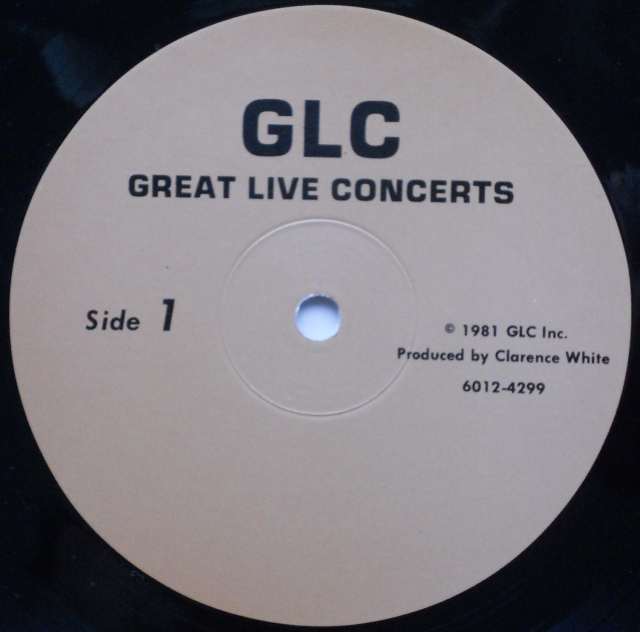 GLC
GREAT LIVE CONCERTS
Side 1
© 1981 GLC Inc.
Produced by Clarence White
6012-4299